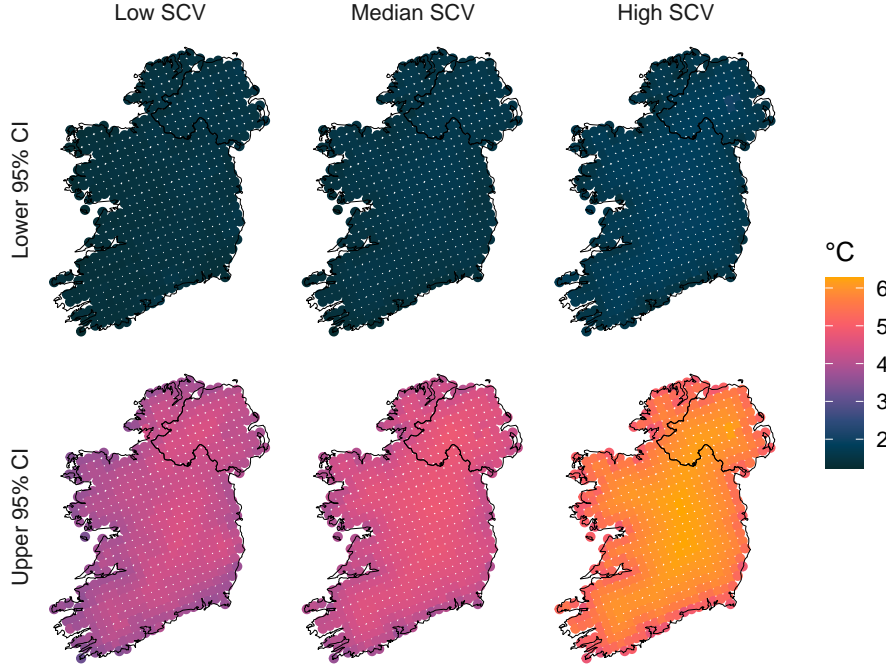 Low SCV
Median SCV
High SCV
Lower 95% CI
Upper 95% CI
°C
6
5
4
3
2